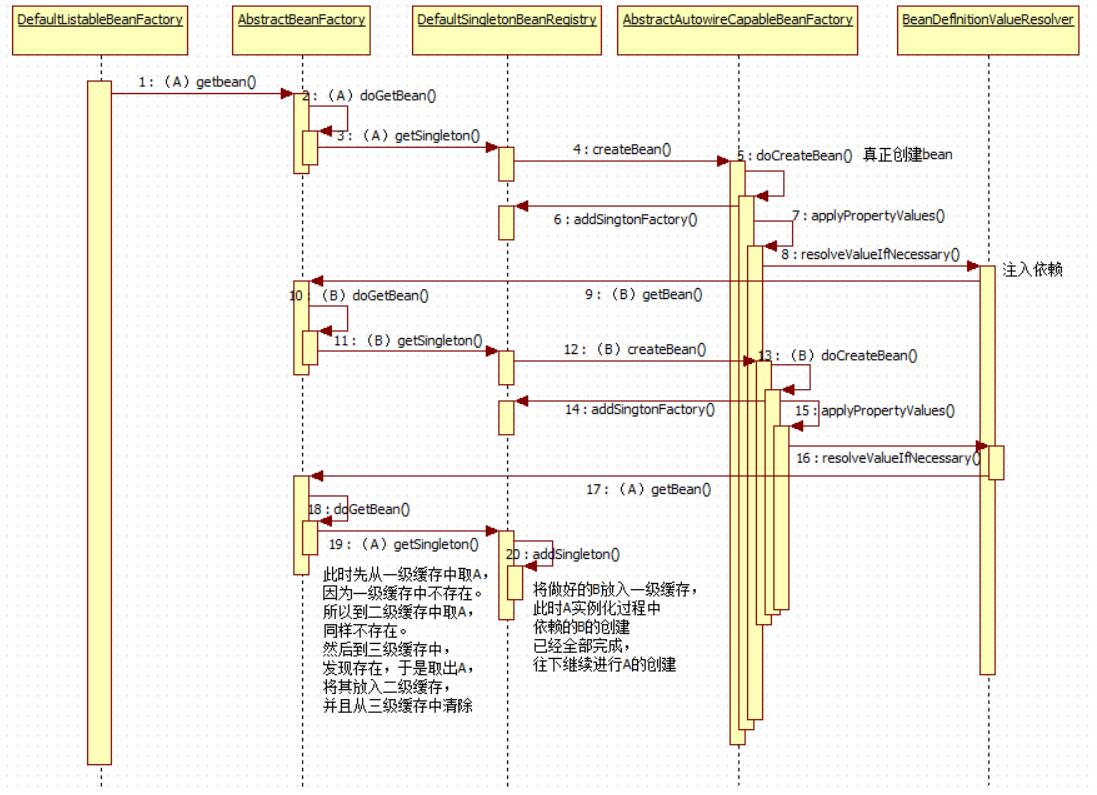 DefaultListableBeanFactory
AbstractBeanFactory
DefaultSingletonBeanRegistry
AbstractAutowireCapableBeanFactory
BeanDefinitionValueResolver
1：（A）getbean()
2：（A）doGetBean()
3：（A）getSingleton()
4：createBean()
5：doCreateBean() 真正创建bean
6：addSingtonFactory()
7：applyPropertyValues()
8：resolveValueIfNecessary()
注入依赖
9：（B）getBean()
10：（B）doGetBean()
11：（B）getSingleton()
12：（B）createBean()
13：（B）doCreateBean()
14：addSingtonFactory()
15：applyPropertyValues()
16：resolveValueIfNecessary()
17：（A）getBean()
18：doGetBean()
19：（A）getSingleton()
20：addSingleton()
此时先从一级缓存中取A，
因为一级缓存中不存在。
所以到二级缓存中取A，
同样不存在。
然后到三级缓存中，
发现存在，于是取出A，
将其放入二级缓存，
并且从三级缓存中清除
将做好的B放入一级缓存，
此时A实例化过程中
依赖的B的创建
已经全部完成，
往下继续进行A的创建